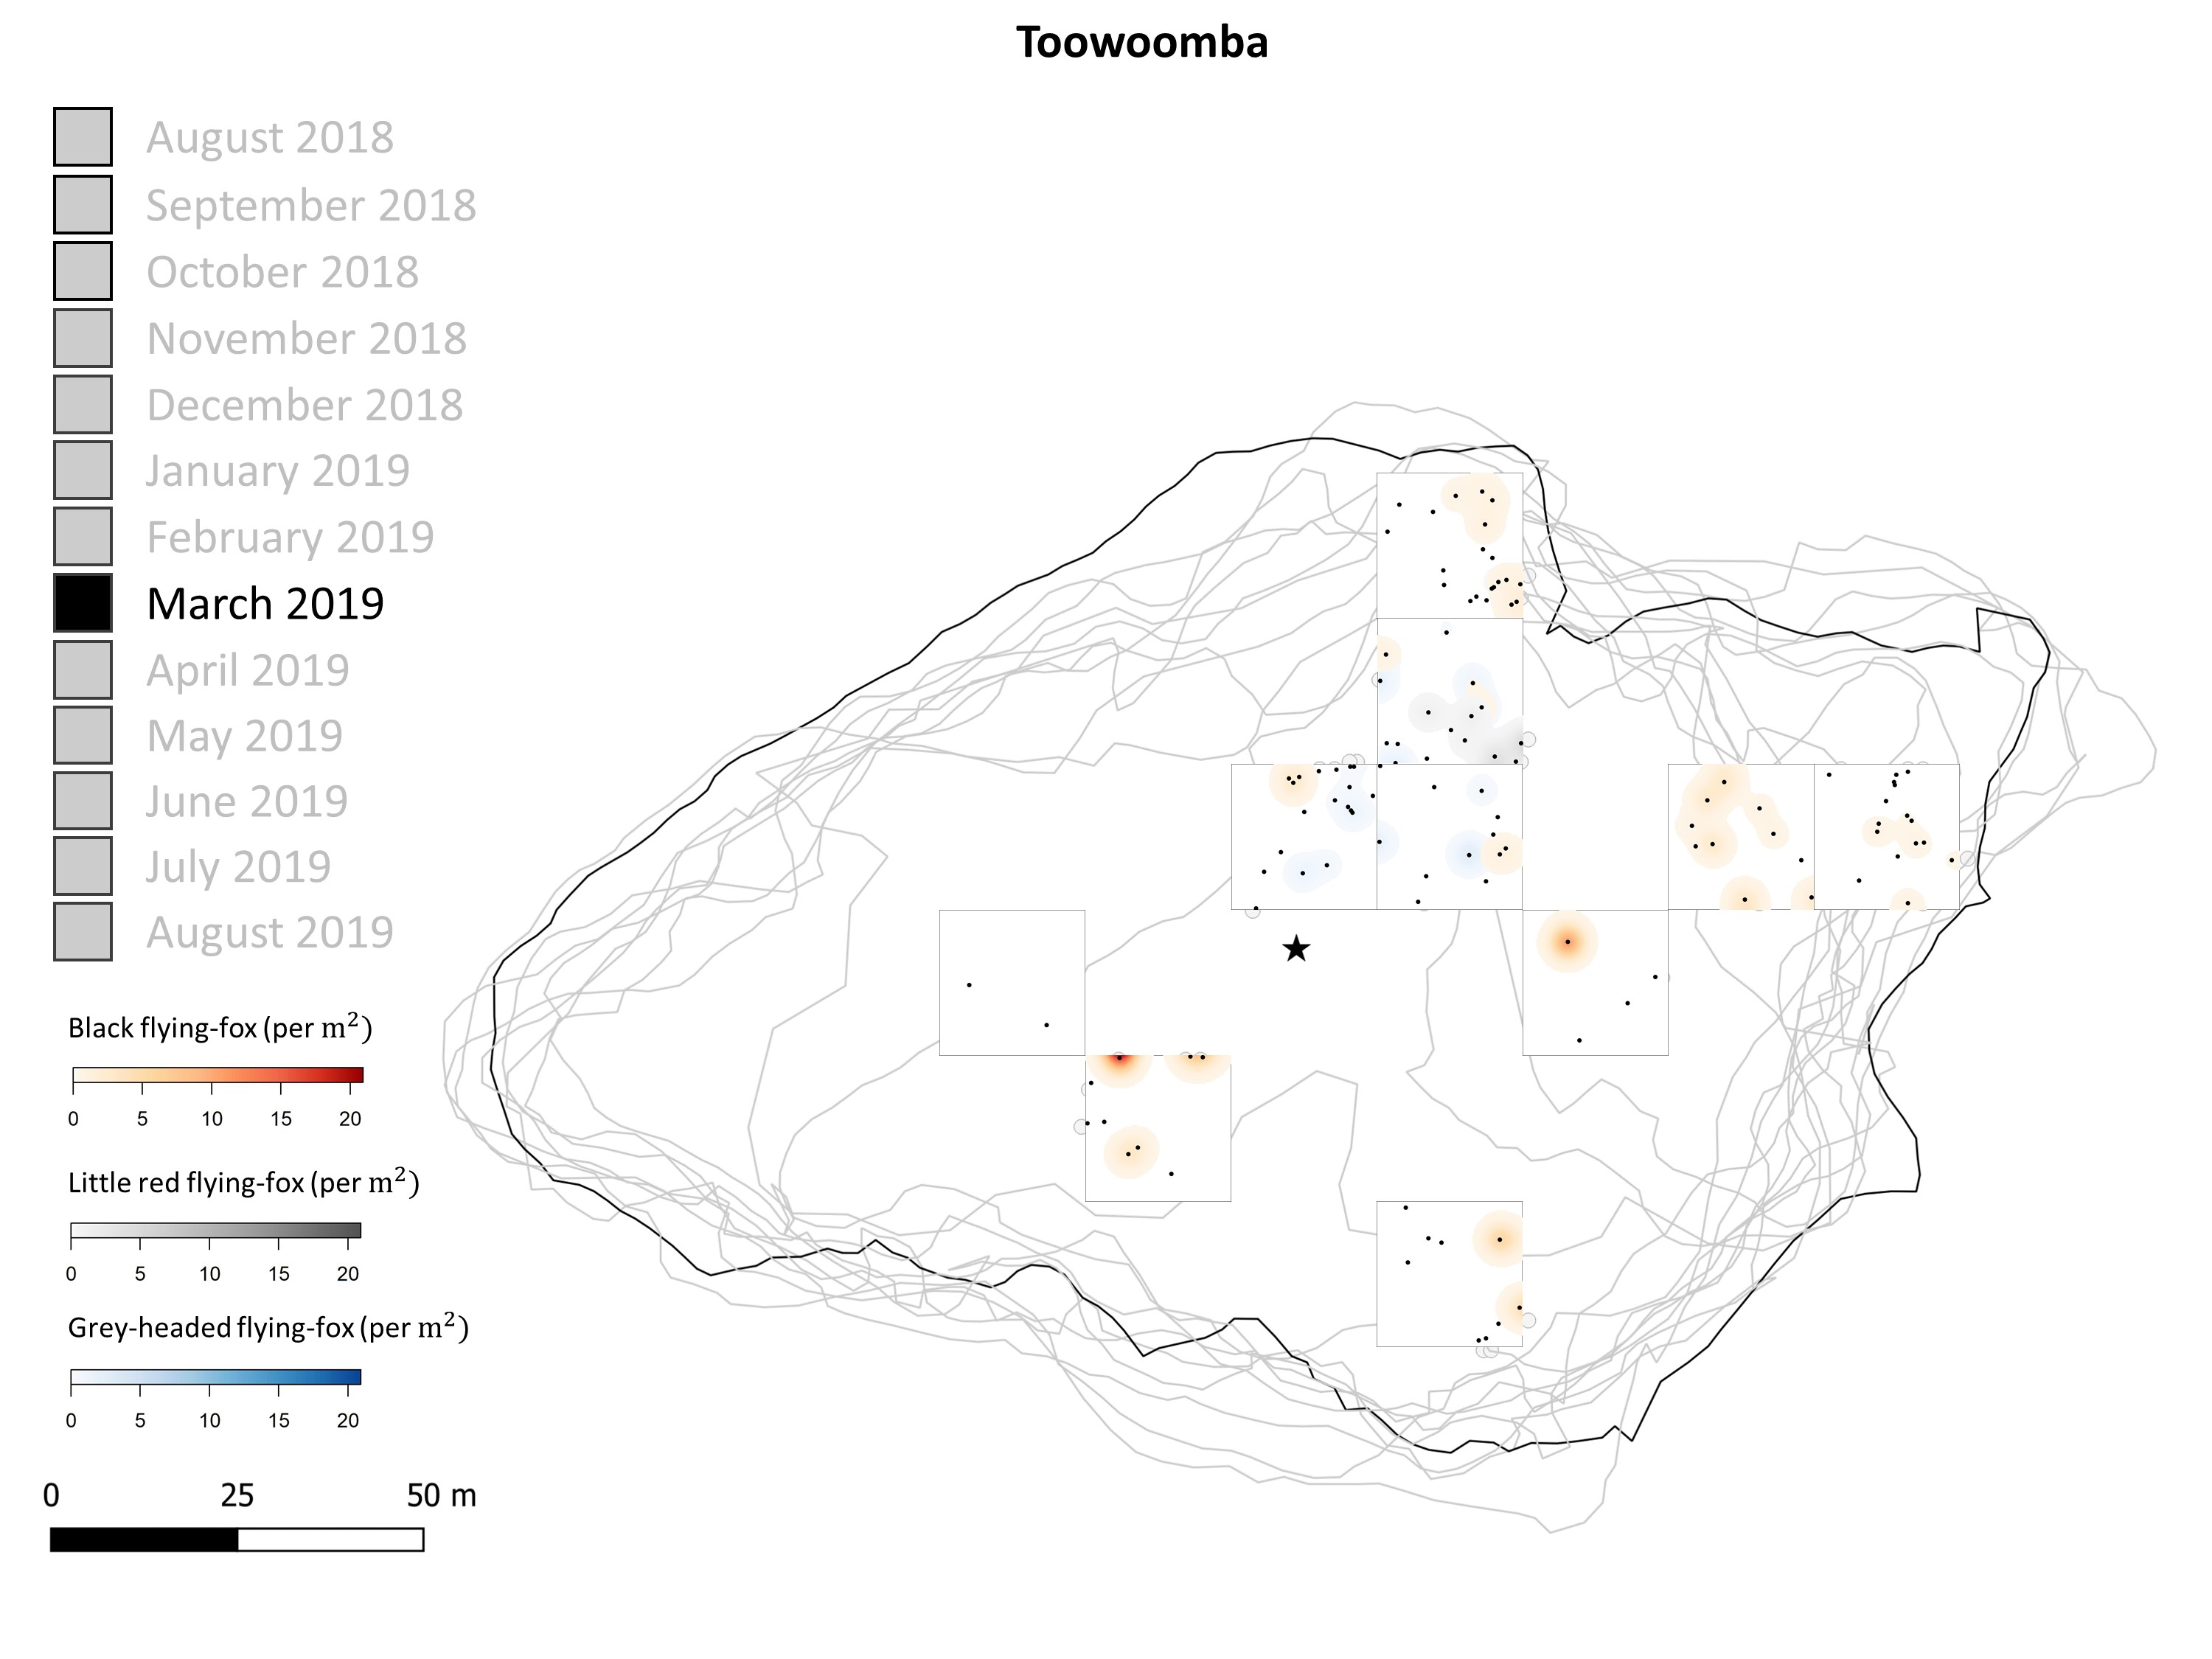 Toowoomba
August 2018
September 2018
October 2018
November 2018
December 2018
January 2019
February 2019
March 2019
April 2019
May 2019
June 2019
July 2019
August 2019
Black flying-fox (per m²)
0 5 10 15 20
Little red flying-fox (per m²)
0 5 10 15 20
Grey-headed flying-fox (per m²)
0 5 10 15 20
0 25 50 m